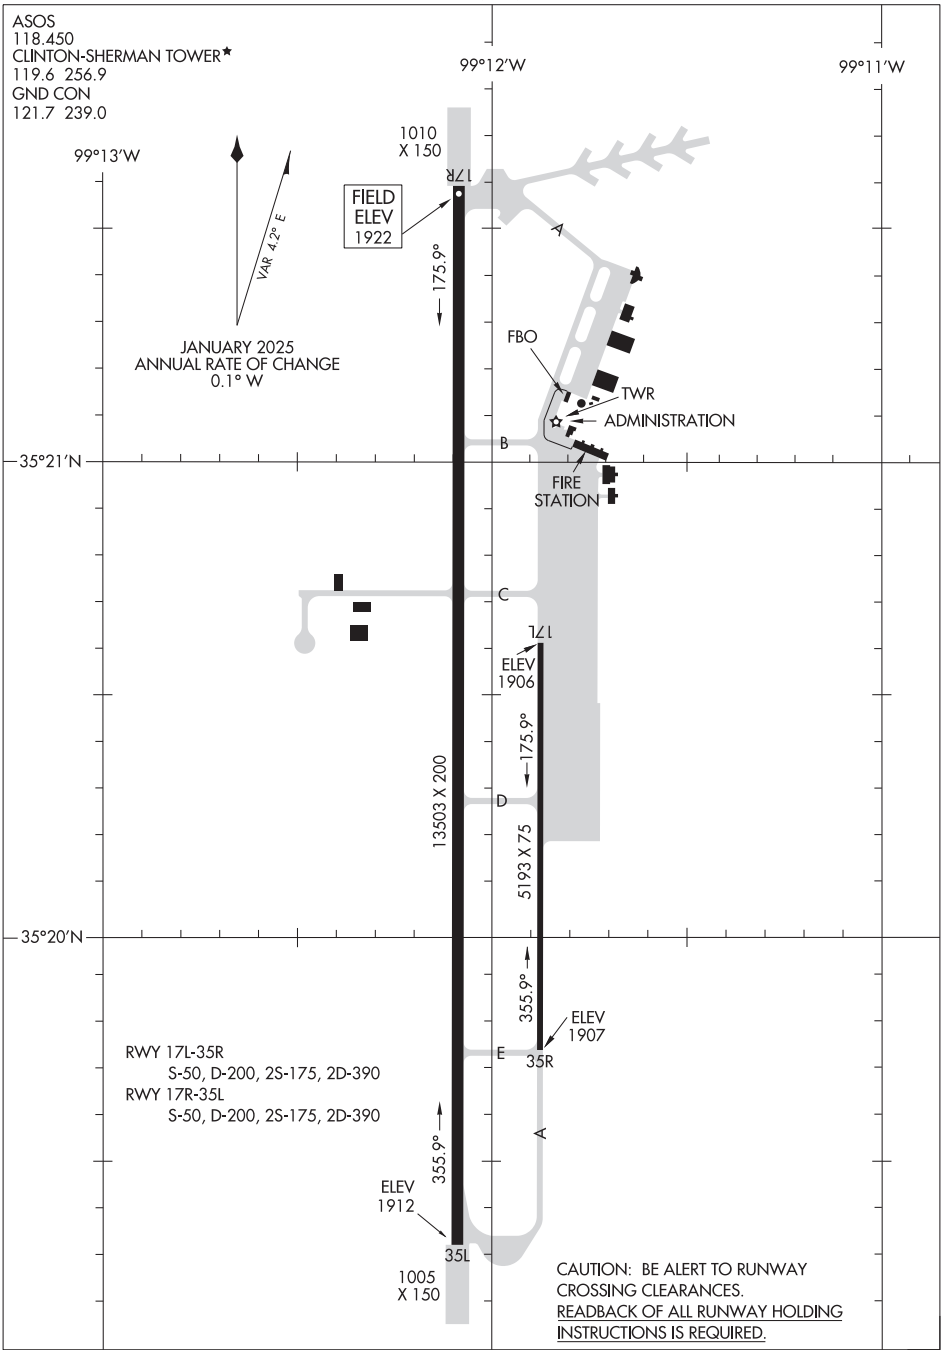 ASOS
118.450
CLINTON-SHERMAN TOWER★
119.6 256.9
GND CON
121.7 239.0
99°12'W
99°11'W
99°13'W
1010
X 150
17R
FIELD
ELEV
1922
A
VAR 4.2° E
175.9°
JANUARY 2025
ANNUAL RATE OF CHANGE
0.1° W
FBO
TWR
ADMINISTRATION
B
35°21'N
FIRE
STATION
C
17L
ELEV
1906
175.9°
13503 X 200
D
5193 X 75
35°20'N
355.9°
ELEV
1907
E
35R
RWY 17L-35R
S-50, D-200, 2S-175, 2D-390
RWY 17R-35L
S-50, D-200, 2S-175, 2D-390
355.9°
A
ELEV
1912
35L
1005
X 150
CAUTION: BE ALERT TO RUNWAY
CROSSING CLEARANCES.
READBACK OF ALL RUNWAY HOLDING
INSTRUCTIONS IS REQUIRED.